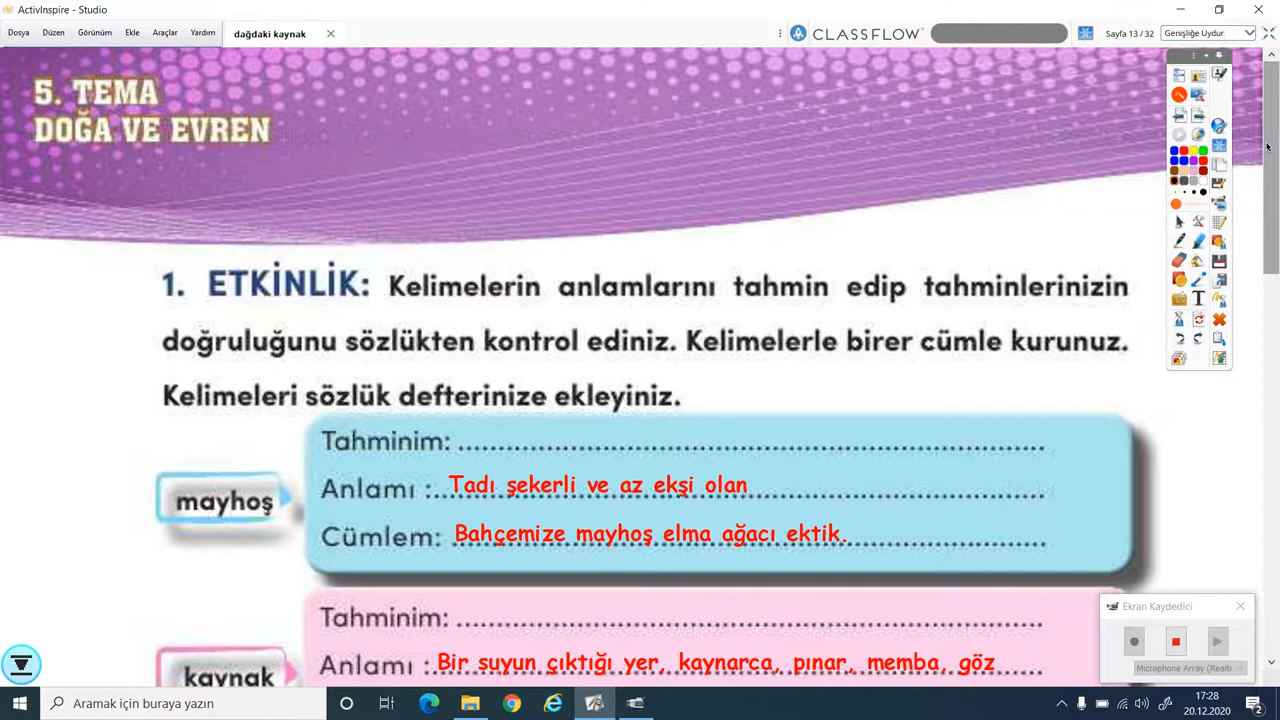 ActivInspire - Studio
Dosya Düzen Görünüm Ekle Araçlar Yardım
dağdaki kaynak
CLASSFLOW
Sayfa 13 / 32
Genişliğe Uydur
5. TEMA
DOĞA VE EVREN
1. ETKİNLİK: Kelimelerin anlamlarını tahmin edip tahminlerinizin
doğruluğunu sözlükten kontrol ediniz. Kelimelerle birer cümle kurunuz.
Kelimeleri sözlük defterinize ekleyiniz.
mayhoş
Tahminim:
Anlamı : Tadı şekerli ve az ekşi olan
Cümlem: Bahçemize mayhoş elma ağacı ektik.
kaynak
Tahminim:
Anlamı : Bir suyun çıktığı yer, kaynarca, pınar, memba, göz
Ekran Kaydedici
Microphone Array (Realt
Aramak için buraya yazın
17:28
20.12.2020
2